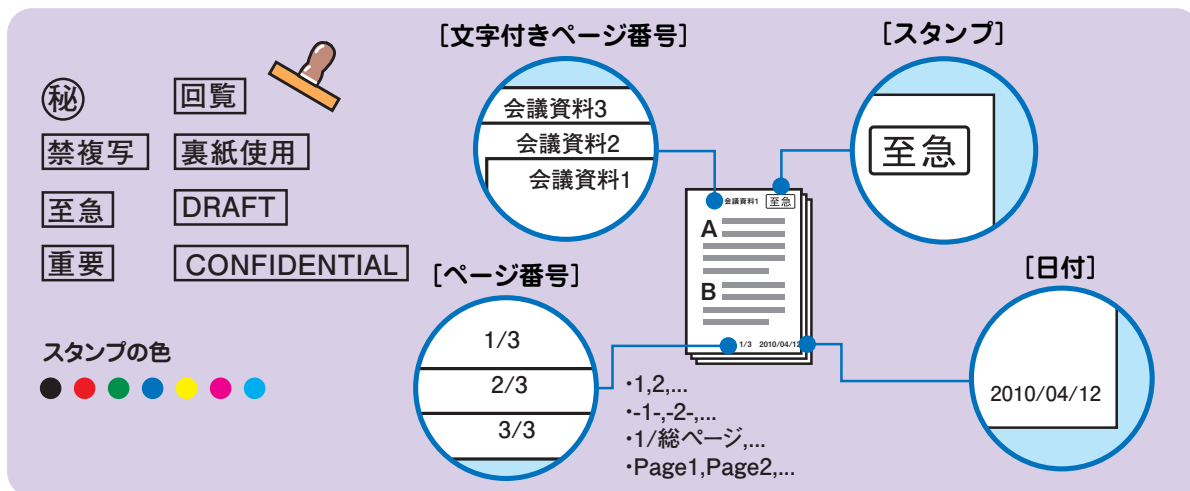 [文字付きページ番号]
[スタンプ]
㊙
回覧
禁複写
裏紙使用
至急
DRAFT
重要
CONFIDENTIAL
スタンプの色
会議資料3
会議資料2
会議資料1
至急
会議資料1
至急
A
B
1/3
2010/04/12
[ページ番号]
1/3
2/3
3/3
・1,2,...
・-1-,-2-,...
・1/総ページ,...
・Page1,Page2,...
[日付]
2010/04/12